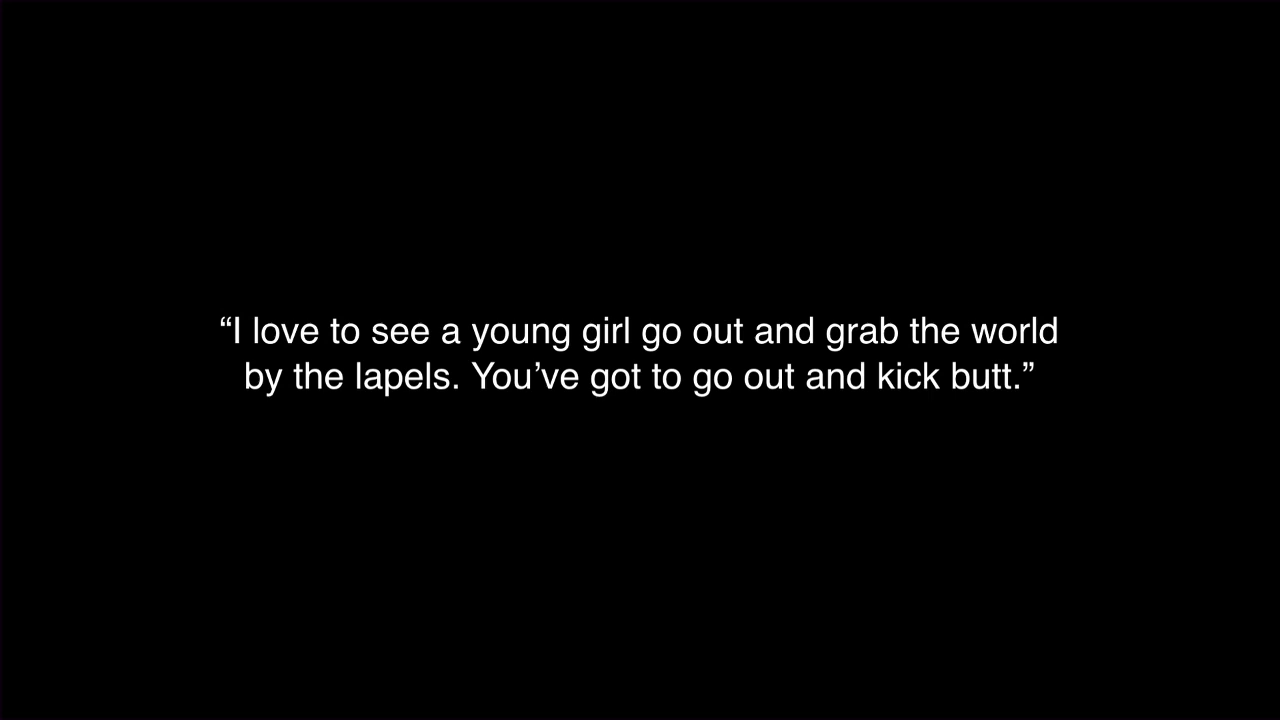 “I love to see a young girl go out and grab the world
by the lapels. You’ve got to go out and kick butt.”